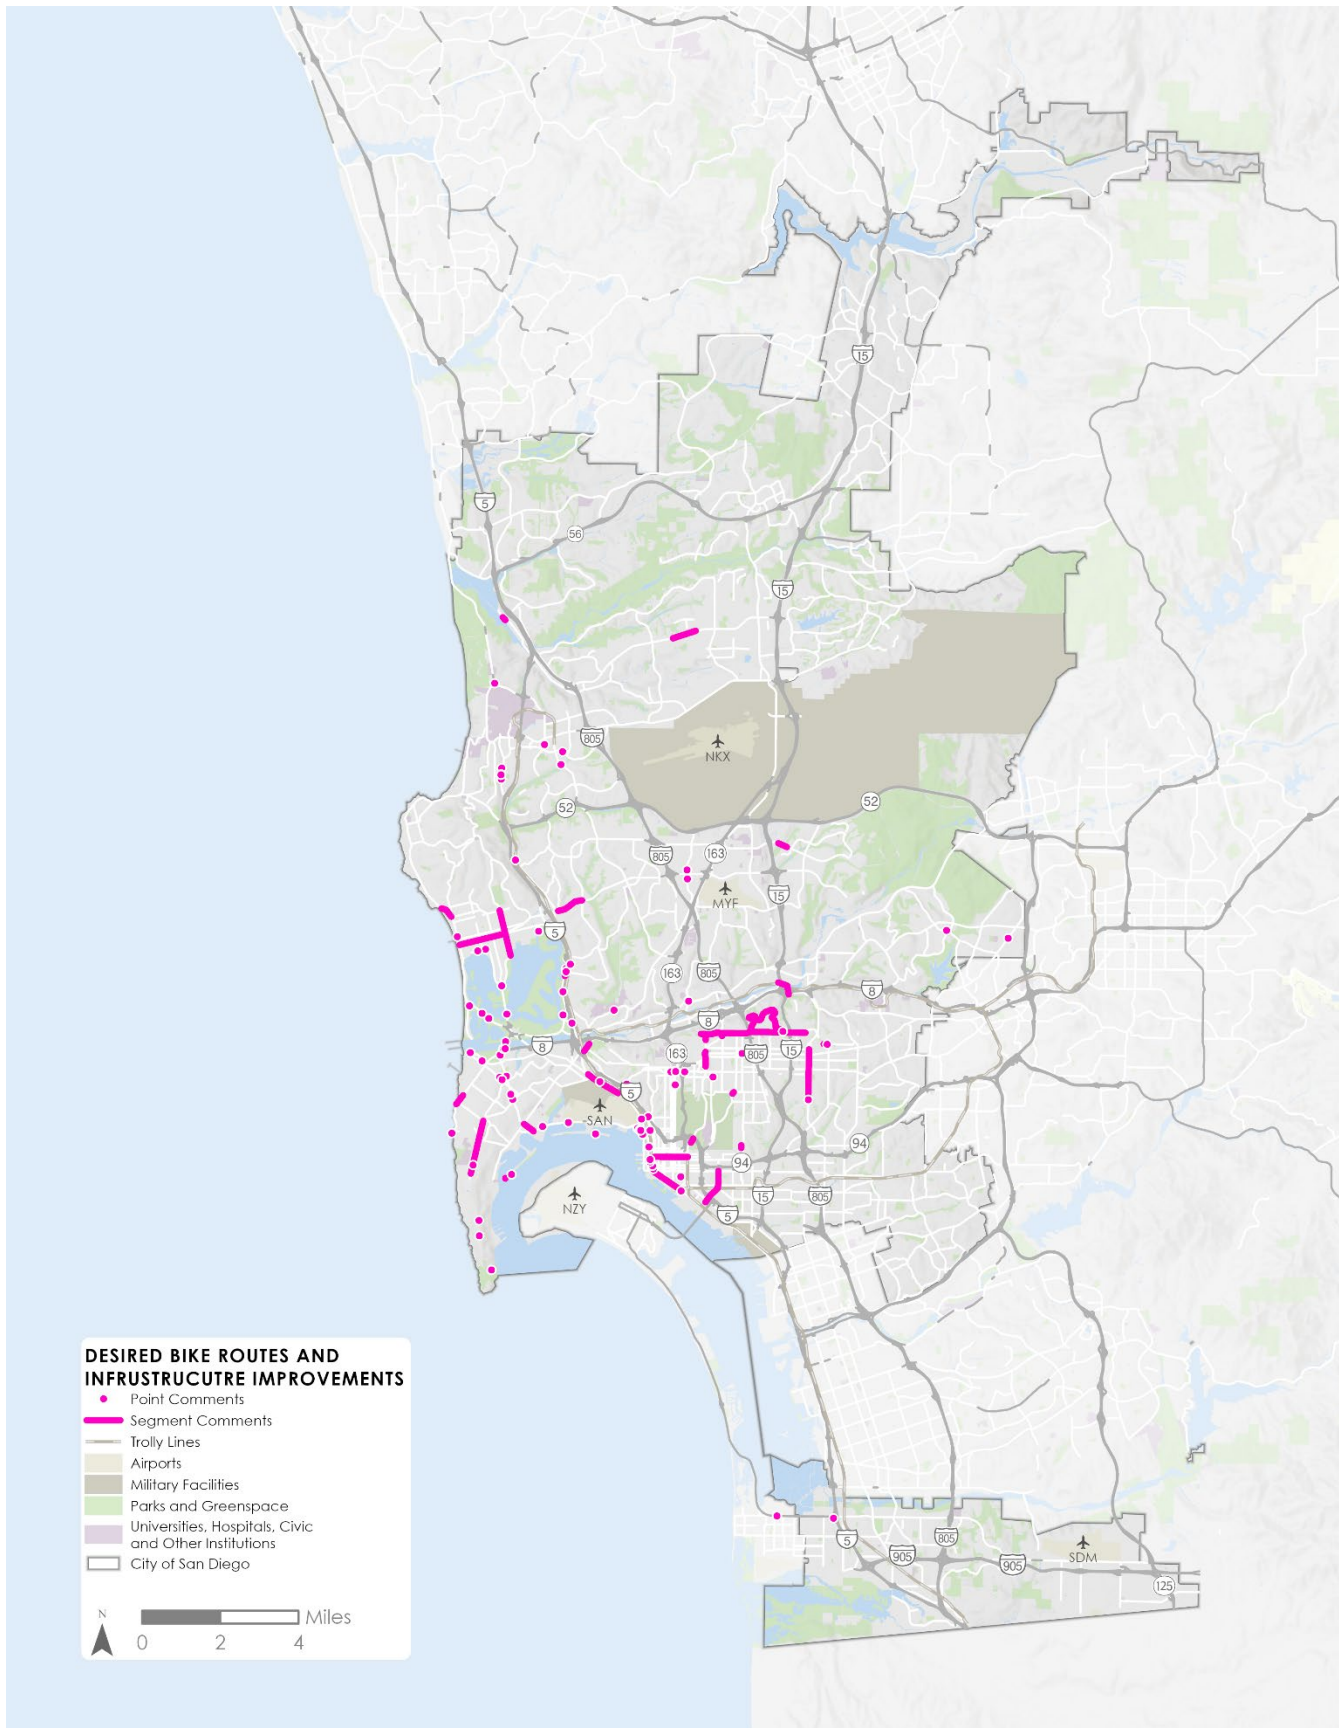 15
5
56
15
805
NKX
52
52
805
163
MYF
15
5
163
805
8
8
8
163
805
15
5
SAN
94
94
NZY
15
805
5
DESIRED BIKE ROUTES AND
INFRUSTRUCUTRE IMPROVEMENTS
Point Comments
Segment Comments
Trolly Lines
Airports
Military Facilities
Parks and Greenspace
Universities, Hospitals, Civic
and Other Institutions
City of San Diego
N
Miles
0 2 4
5
805
905
SDM
905
125